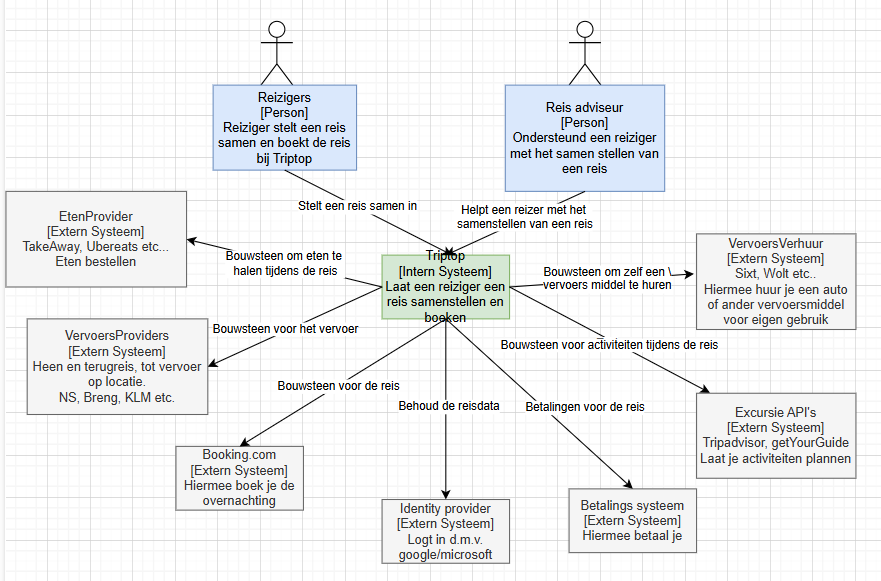 Reizigers
[Person]
Reiziger stelt een reis
samen en boekt de reis
bij Triptop
Reis adviseur
[Person]
Ondersteund een reiziger
met het samen stellen van
een reis
Stelt een reis samen in
Helpt een reizer met het
samenstellen van een reis
EtenProvider
[Extern Systeem]
TakeAway, Ubereats etc...
Eten bestellen
Bouwsteen om eten te
halen tijdens de reis
Triptop
[Intern Systeem]
Laat een reiziger een
reis samenstellen en
boeken
Bouwsteen om zelf een \
vervoers middel te huren
VervoersVerhuur
[Extern Systeem]
Sixt, Wolt etc..
Hiermee huur je een auto
of ander vervoersmiddel
voor eigen gebruik
VervoersProviders
[Extern Systeem]
Heen en terugreis, tot vervoer
op locatie.
NS, Breng, KLM etc.
Bouwsteen voor het vervoer
Bouwsteen voor activiteiten tijdens de reis
Bouwsteen voor de reis
Behoud de reisdata
Betalingen voor de reis
Excursie API's
[Extern Systeem]
Tripadvisor, getYourGuide
Laat je activiteiten plannen
Booking.com
[Extern Systeem]
Hiermee boek je de
overnachting
Identity provider
[Extern Systeem]
Logt in d.m.v.
google/microsoft
Betalings systeem
[Extern Systeem]
Hiermee betaal je